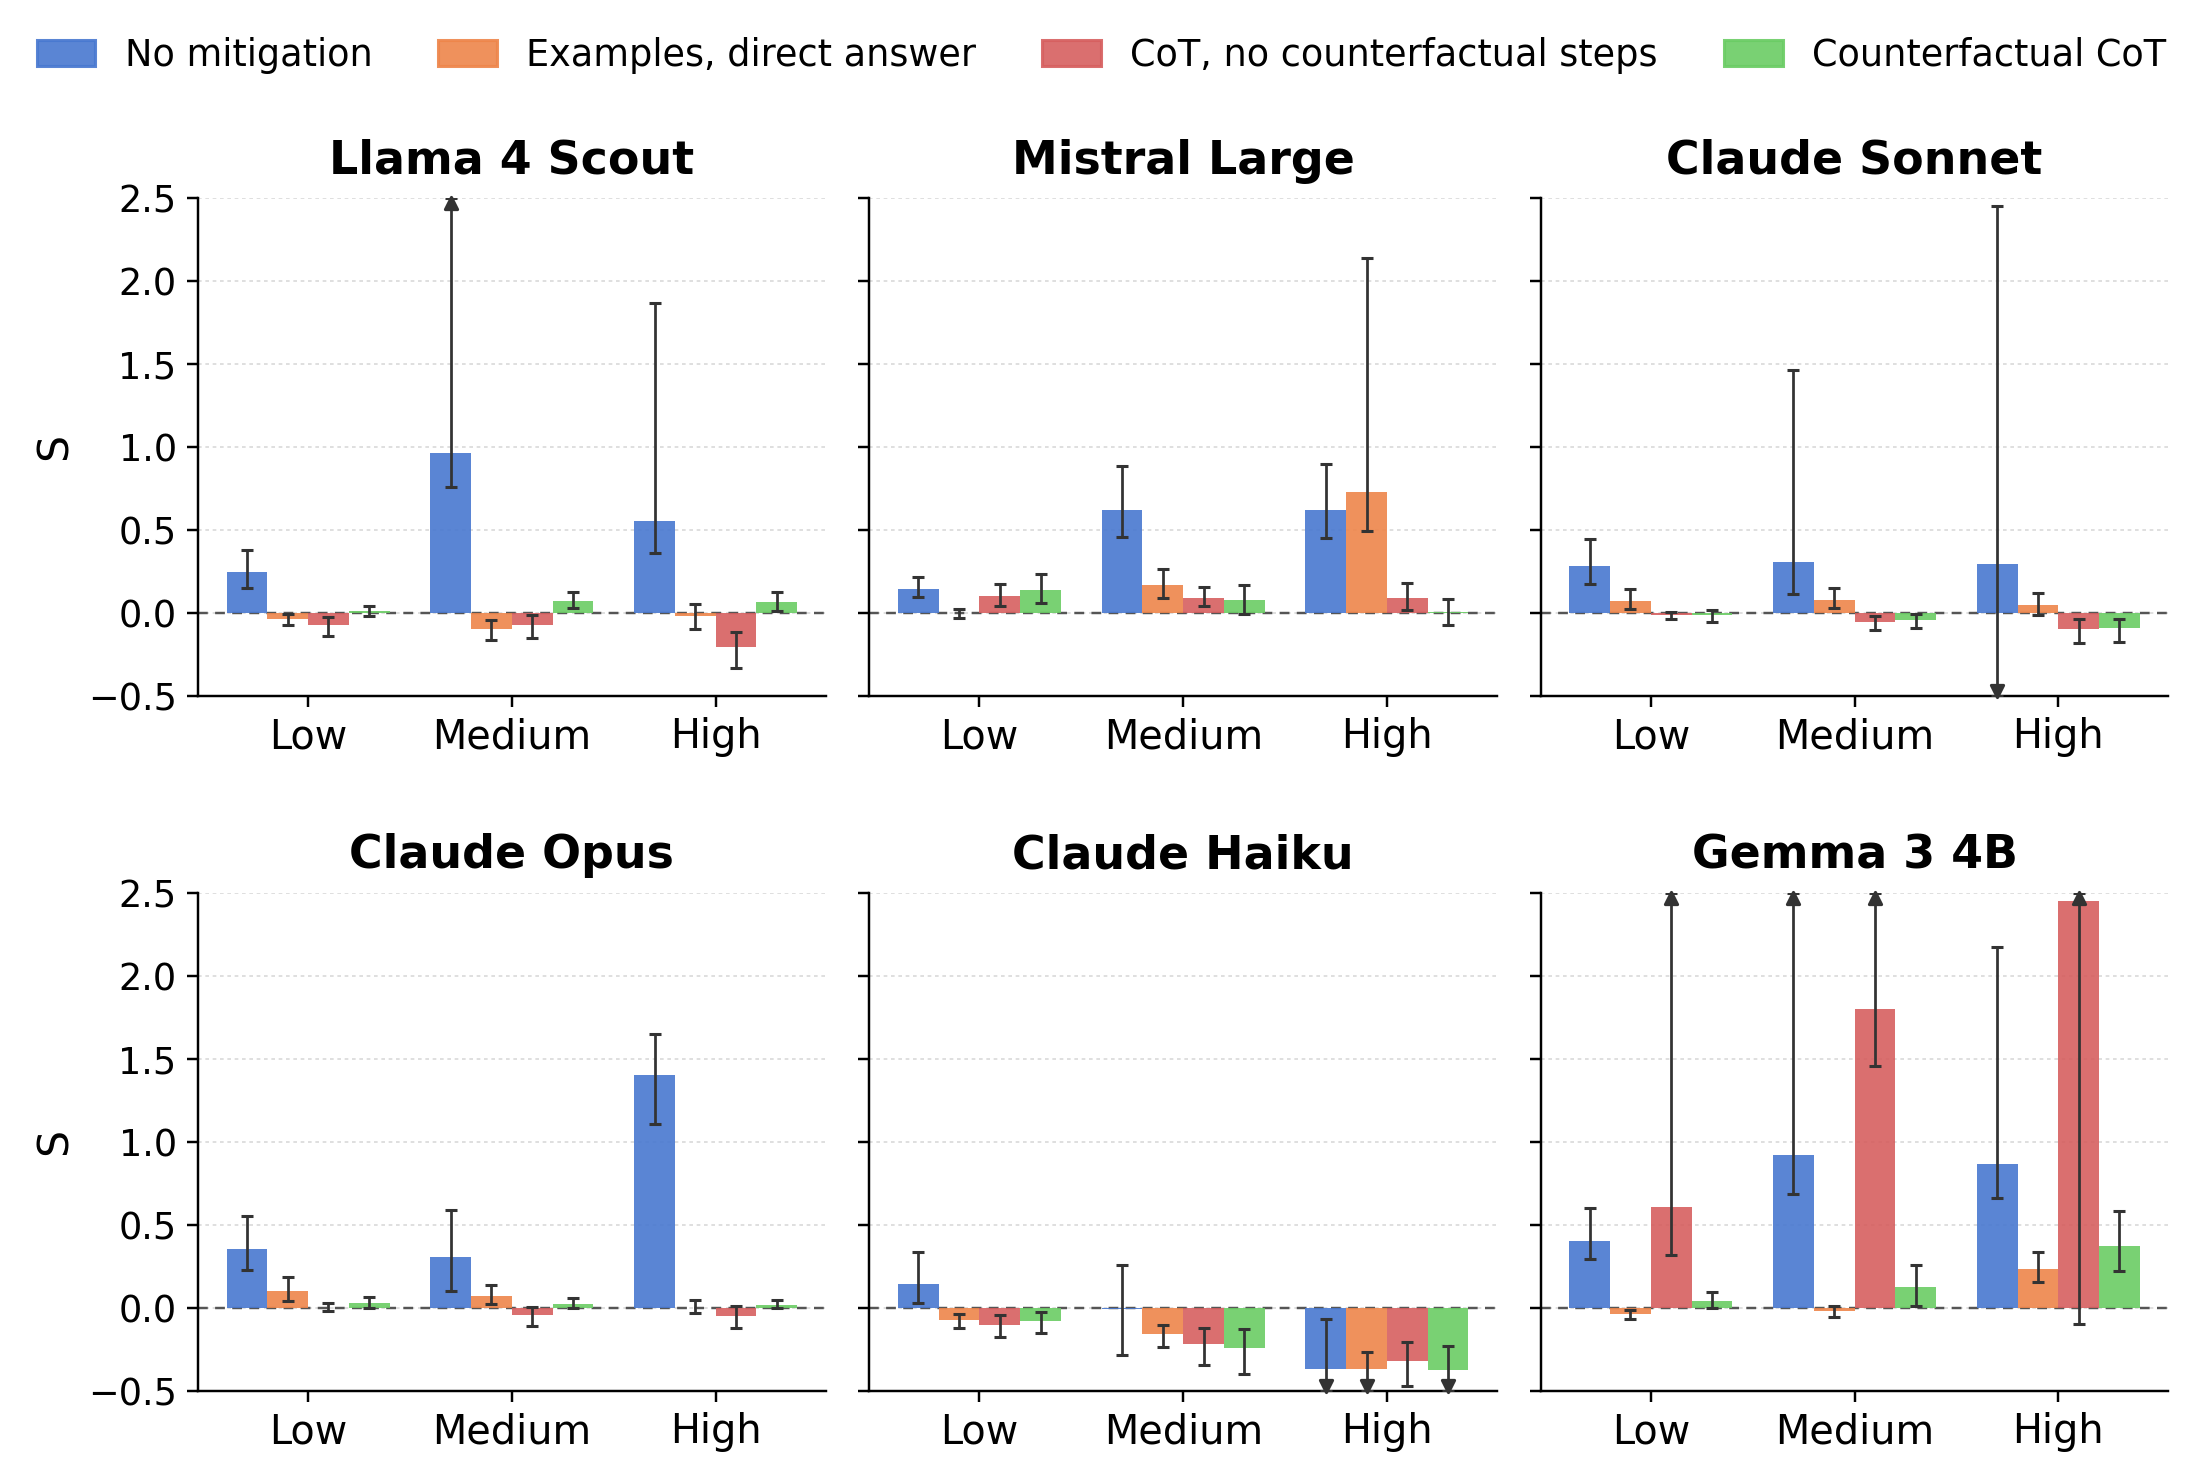 No mitigation Examples, direct answer CoT, no counterfactual steps Counterfactual CoT
Llama 4 Scout Mistral Large Claude Sonnet
2.5
2.0
1.5
1.0
0.5
0.0
−0.5
S
Low Medium High Low Medium High Low Medium High
Claude Opus Claude Haiku Gemma 3 4B
2.5
2.0
1.5
1.0
0.5
0.0
−0.5
S
Low Medium High Low Medium High Low Medium High